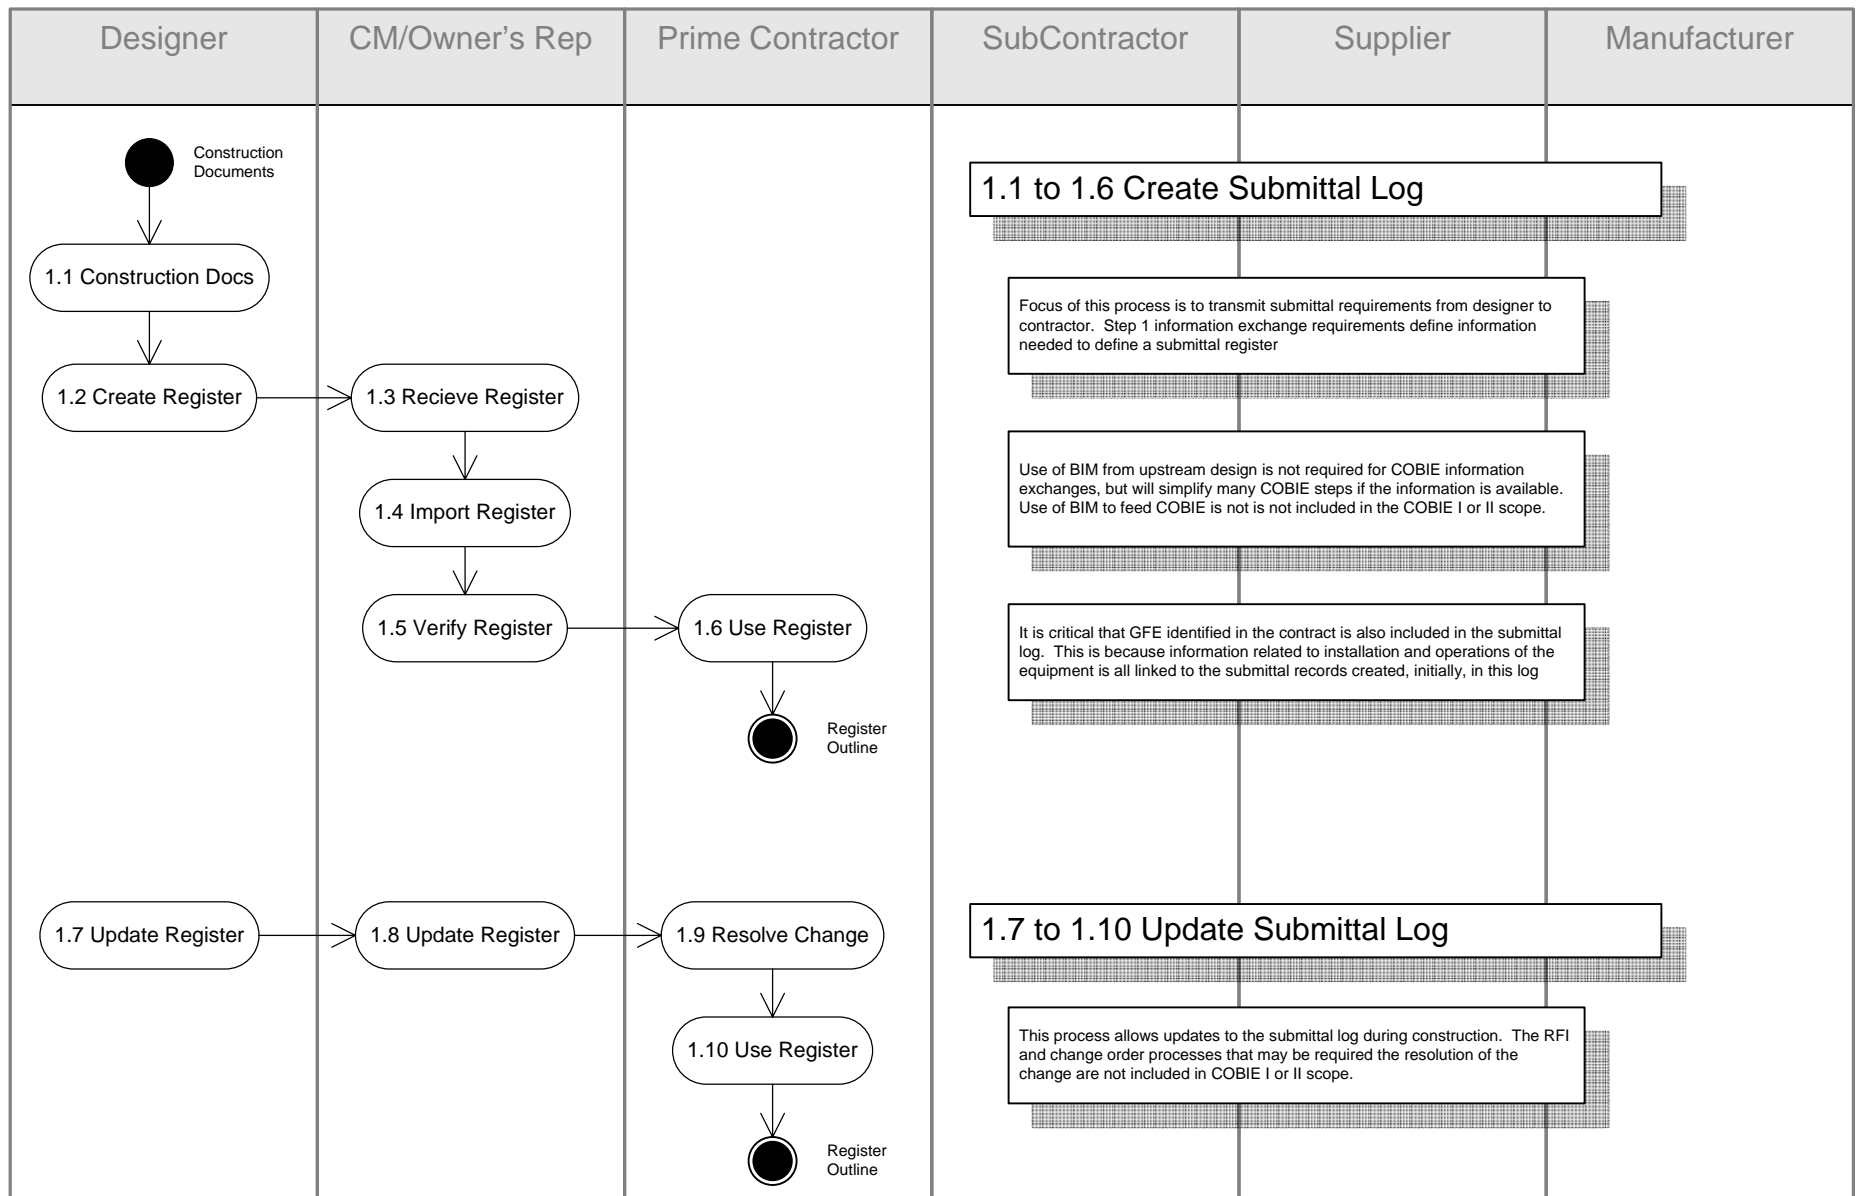 Designer
CM/Owner's Rep
Prime Contractor
SubContractor
Supplier
Manufacturer
Construction
Documents
1.1 Construction Docs
1.2 Create Register
1.3 Recieve Register
1.4 Import Register
1.5 Verify Register
1.6 Use Register
Register
Outline
1.1 to 1.6 Create Submittal Log
Focus of this process is to transmit submittal requirements from designer to
contractor.  Step 1 information exchange requirements define information
needed to define a submittal register
Use of BIM from upstream design is not required for COBIE information
exchanges, but will simplify many COBIE steps if the information is available.
Use of BIM to feed COBIE is not is not included in the COBIE I or II scope.
It is critical that GFE identified in the contract is also included in the submittal
log.  This is because information related to installation and operations of the
equipment is all linked to the submittal records created, initially, in this log
1.7 Update Register
1.8 Update Register
1.9 Resolve Change
1.10 Use Register
Register
Outline
1.7 to 1.10 Update Submittal Log
This process allows updates to the submittal log during construction.  The RFI
and change order processes that may be required the resolution of the
change are not included in COBIE I or II scope.